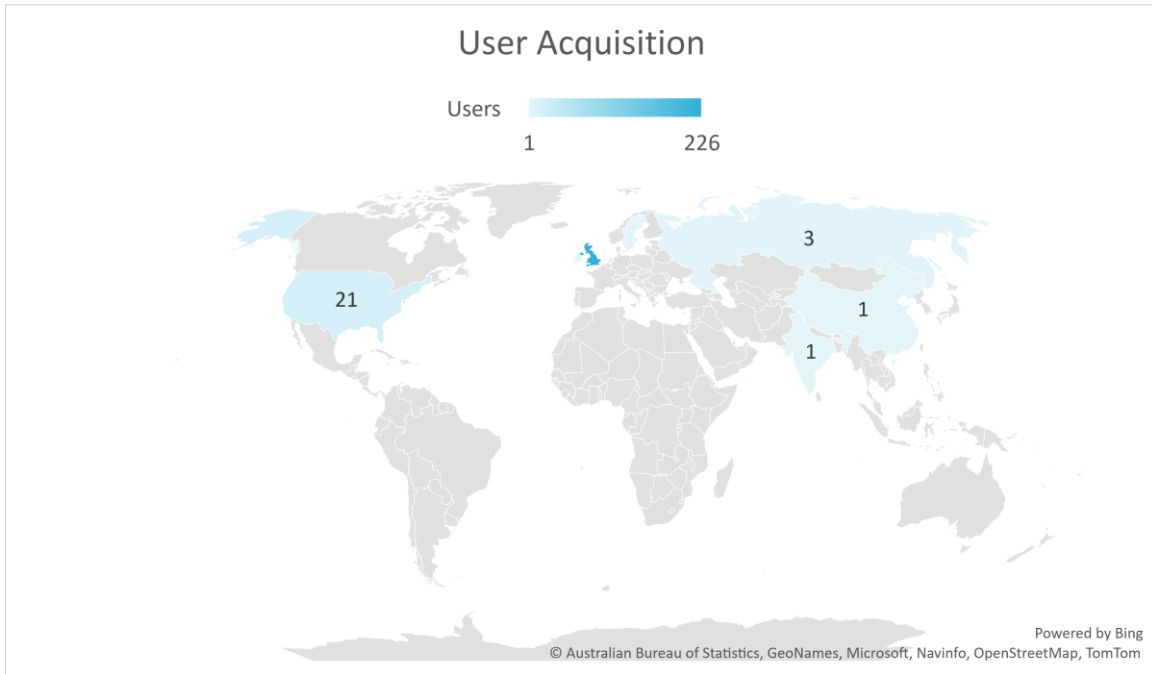 User Acquisition
Users
1 226
3
21
1
1
Powered by Bing
© Australian Bureau of Statistics, GeoNames, Microsoft, Navinfo, OpenStreetMap, TomTom